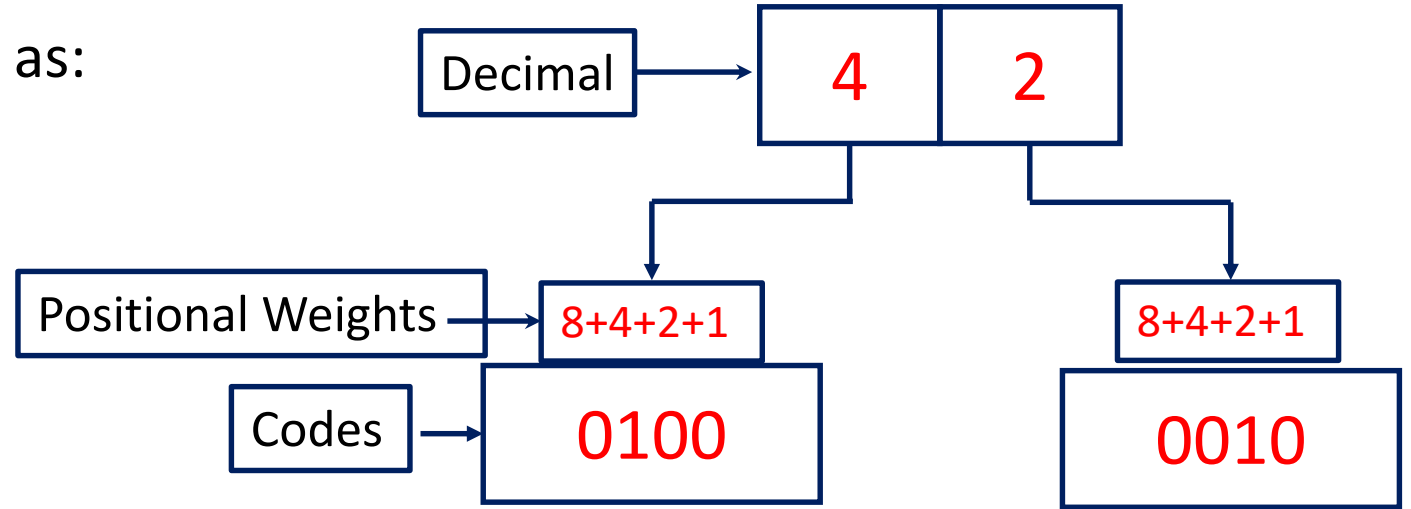 as:
Decimal
4 2
Positional Weights
8+4+2+1 8+4+2+1
Codes
0100 0010